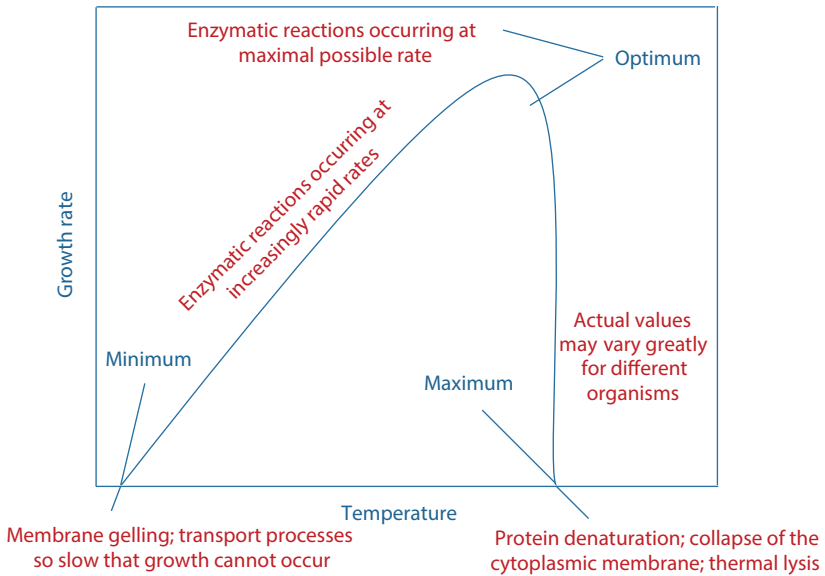 Enzymatic reactions occurring at
maximal possible rate
Optimum
Enzymatic reactions occurring at
increasingly rapid rates
Growth rate
Minimum
Maximum
Actual values
may vary greatly
for different
organisms
Temperature
Membrane gelling; transport processes
so slow that growth cannot occur
Protein denaturation; collapse of the
cytoplasmic membrane; thermal lysis